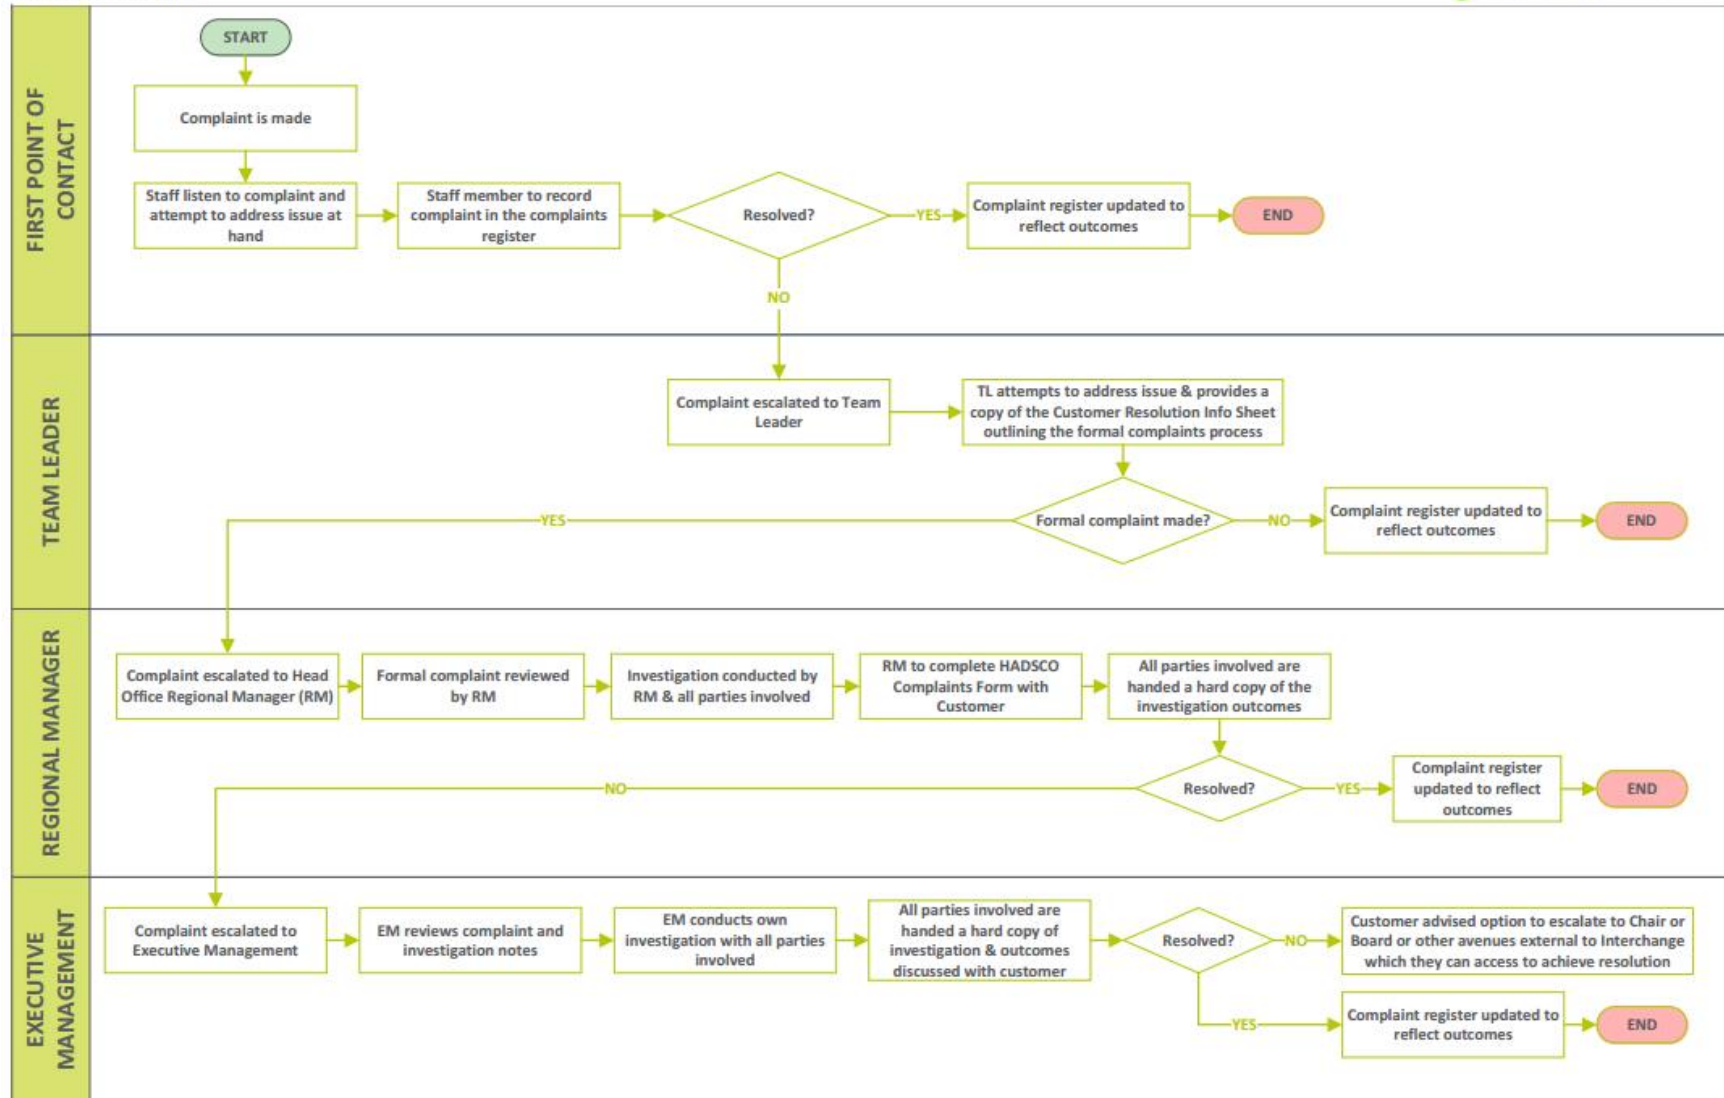 FIRST POINT OF
CONTACT
START
Complaint is made
Staff listen to complaint and
attempt to address issue at
hand
Staff member to record
complaint in the complaints
register
Resolved?
YES
Complaint register updated to
reflect outcomes
END
NO
TEAM LEADER
Complaint escalated to Team
Leader
TL attempts to address issue & provides a
copy of the Customer Resolution Info Sheet
outlining the formal complaints process
Formal complaint made?
YES
NO
Complaint register updated to
reflect outcomes
END
REGIONAL MANAGER
Complaint escalated to Head
Office Regional Manager (RM)
Formal complaint reviewed
by RM
Investigation conducted by
RM & all parties involved
RM to complete HADSCO
Complaints Form with
Customer
All parties involved are
handed a hard copy of the
investigation outcomes
Resolved?
NO
YES
Complaint register
updated to reflect
outcomes
END
EXECUTIVE
MANAGEMENT
Complaint escalated to
Executive Management
EM reviews complaint and
investigation notes
EM conducts own
investigation with all parties
involved
All parties involved are
handed a hard copy of
investigation & outcomes
discussed with customer
Resolved?
NO
Customer advised option to escalate to Chair or
Board or other avenues external to Interchange
which they can access to achieve resolution
YES
Complaint register updated to
reflect outcomes
END